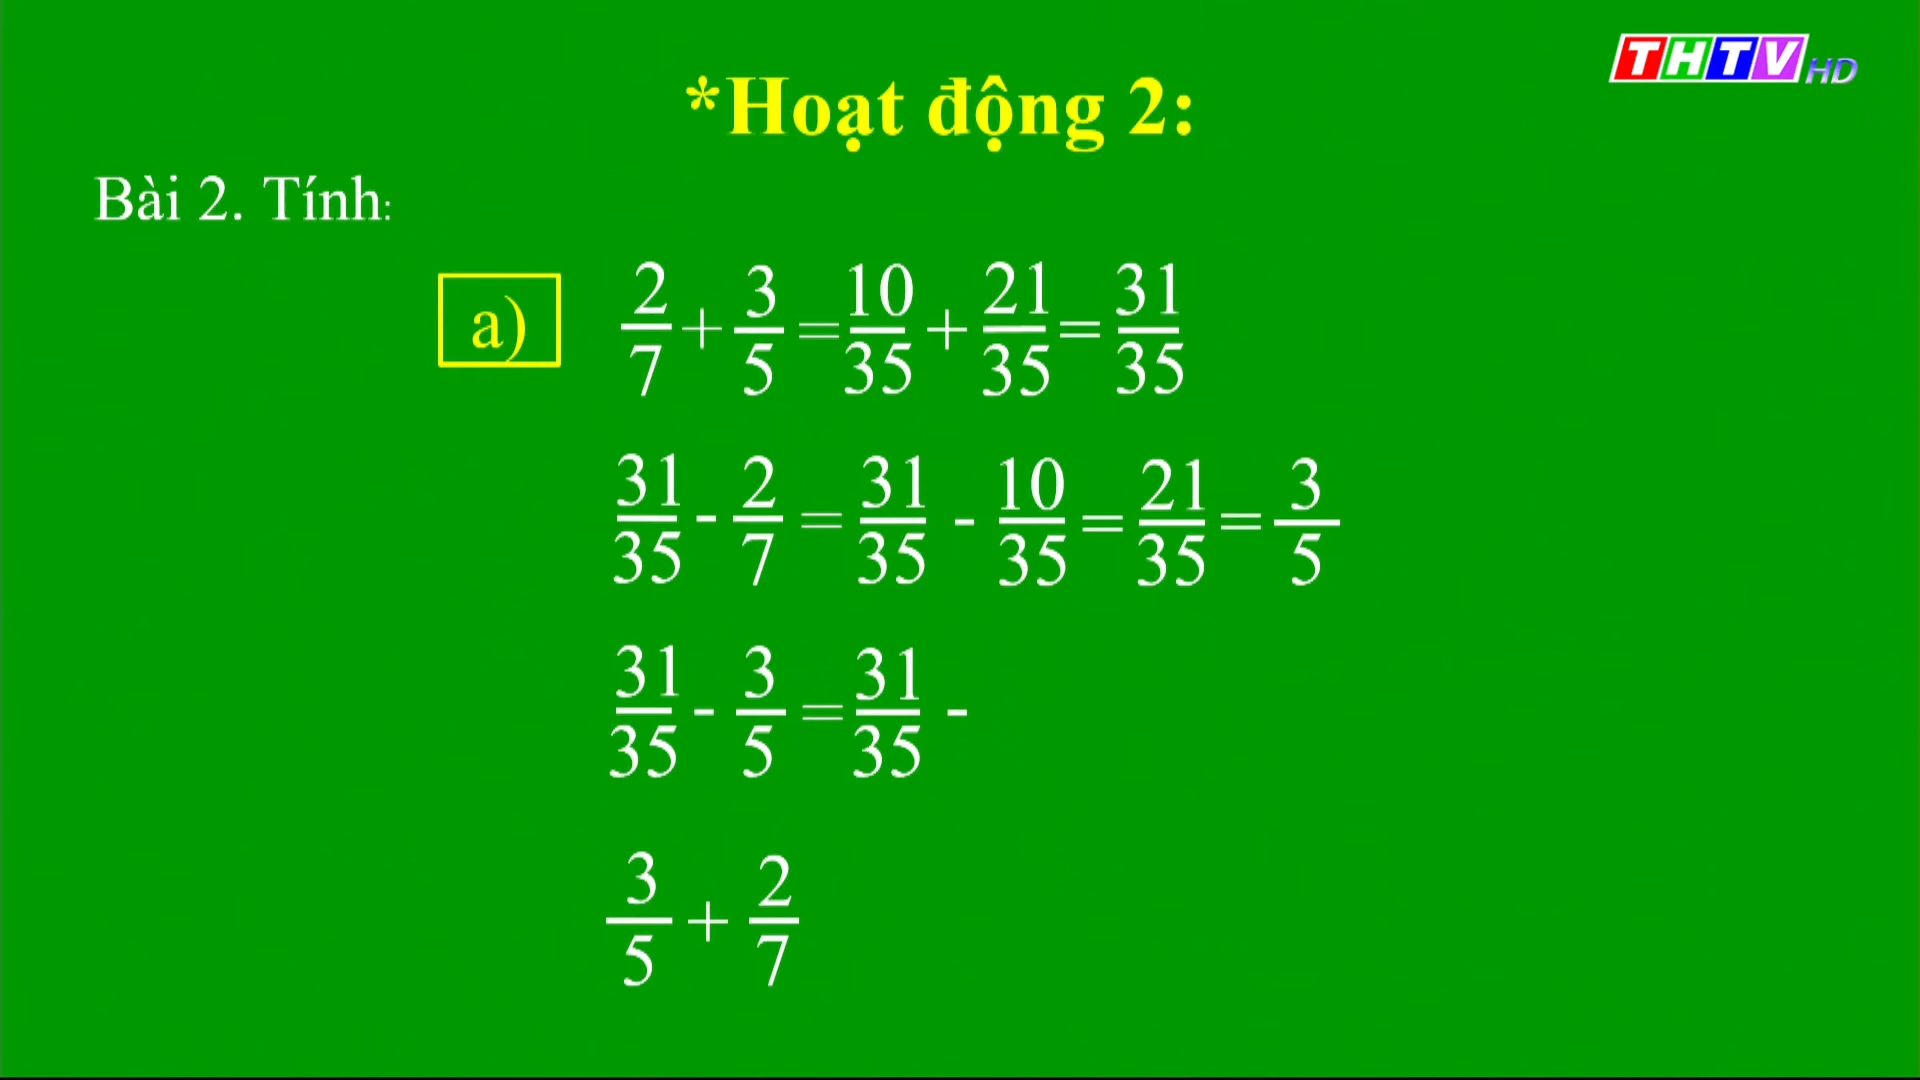 THTV HD
*Hoạt động 2:
Bài 2. Tính:
a) 2/7 + 3/5 = 10/35 + 21/35 = 31/35
31/35 - 2/7 = 31/35 - 10/35 = 21/35 = 3/5
31/35 - 3/5 = 31/35 -
3/5 + 2/7